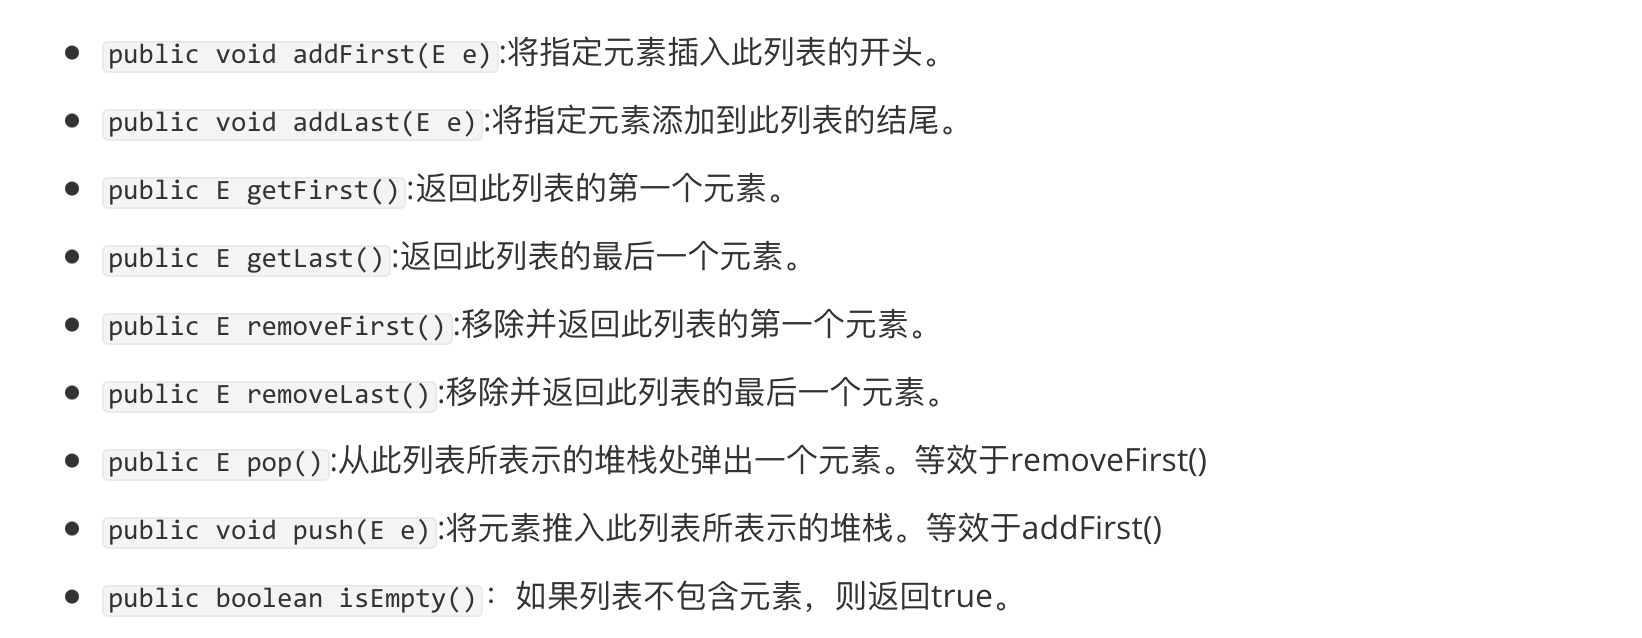 public void addFirst(E e):将指定元素插入此列表的开头。
public void addLast(E e):将指定元素添加到此列表的结尾。
public E getFirst():返回此列表的第一个元素。
public E getLast():返回此列表的最后一个元素。
public E removeFirst():移除并返回此列表的第一个元素。
public E removeLast():移除并返回此列表的最后一个元素。
public E pop():从此列表所表示的堆栈处弹出一个元素。等效于removeFirst()
public void push(E e):将元素推入此列表所表示的堆栈。等效于addFirst()
public boolean isEmpty()：如果列表不包含元素，则返回true。